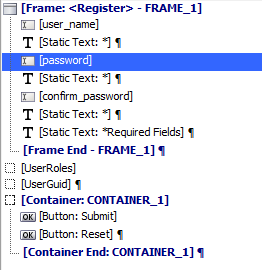 [Frame: <Register> - FRAME_1]
[user_name]
T [Static Text: *] ¶
[password]
T [Static Text: *] ¶
[confirm_password]
T [Static Text: *] ¶
T [Static Text: *Required Fields] ¶
[Frame End - FRAME_1] ¶
[UserRoles]
[UserGuid] ¶
[Container: CONTAINER_1]
OK [Button: Submit]
OK [Button: Reset] ¶
[Container End: CONTAINER_1] ¶